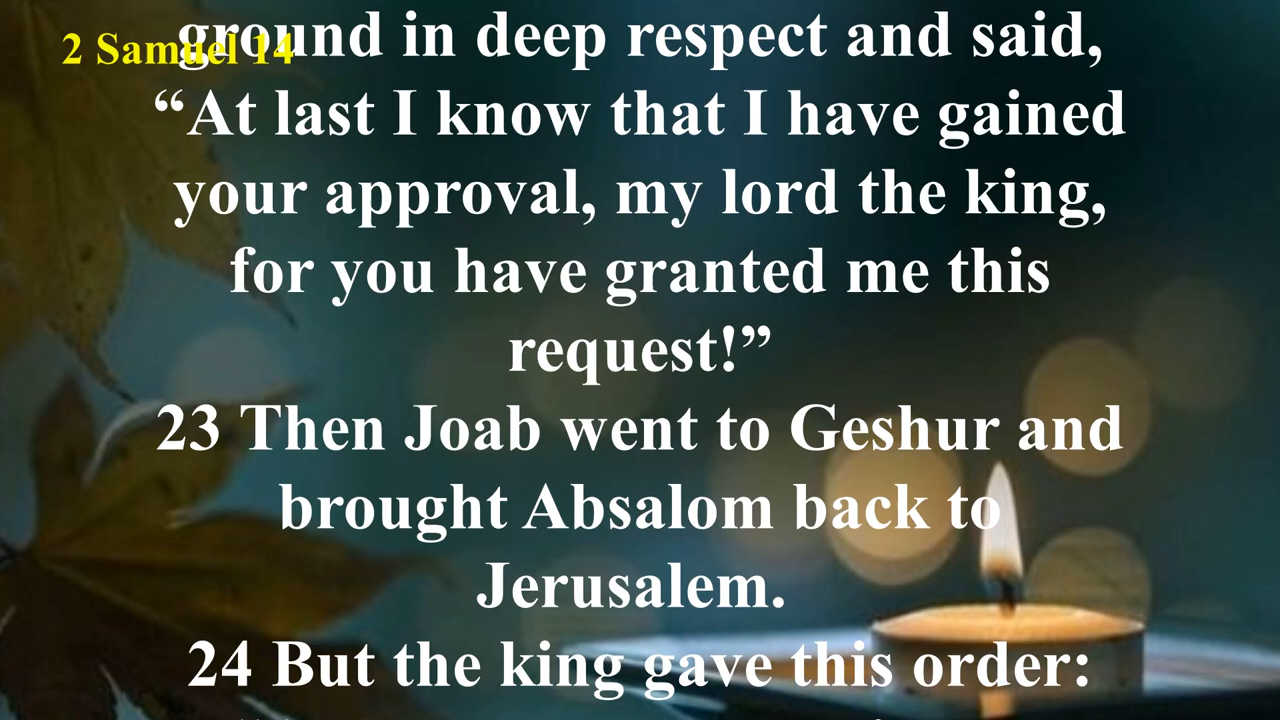 2 Samuel 14
ground in deep respect and said,
“At last I know that I have gained
your approval, my lord the king,
for you have granted me this
request!”
23 Then Joab went to Geshur and
brought Absalom back to
Jerusalem.
24 But the king gave this order: